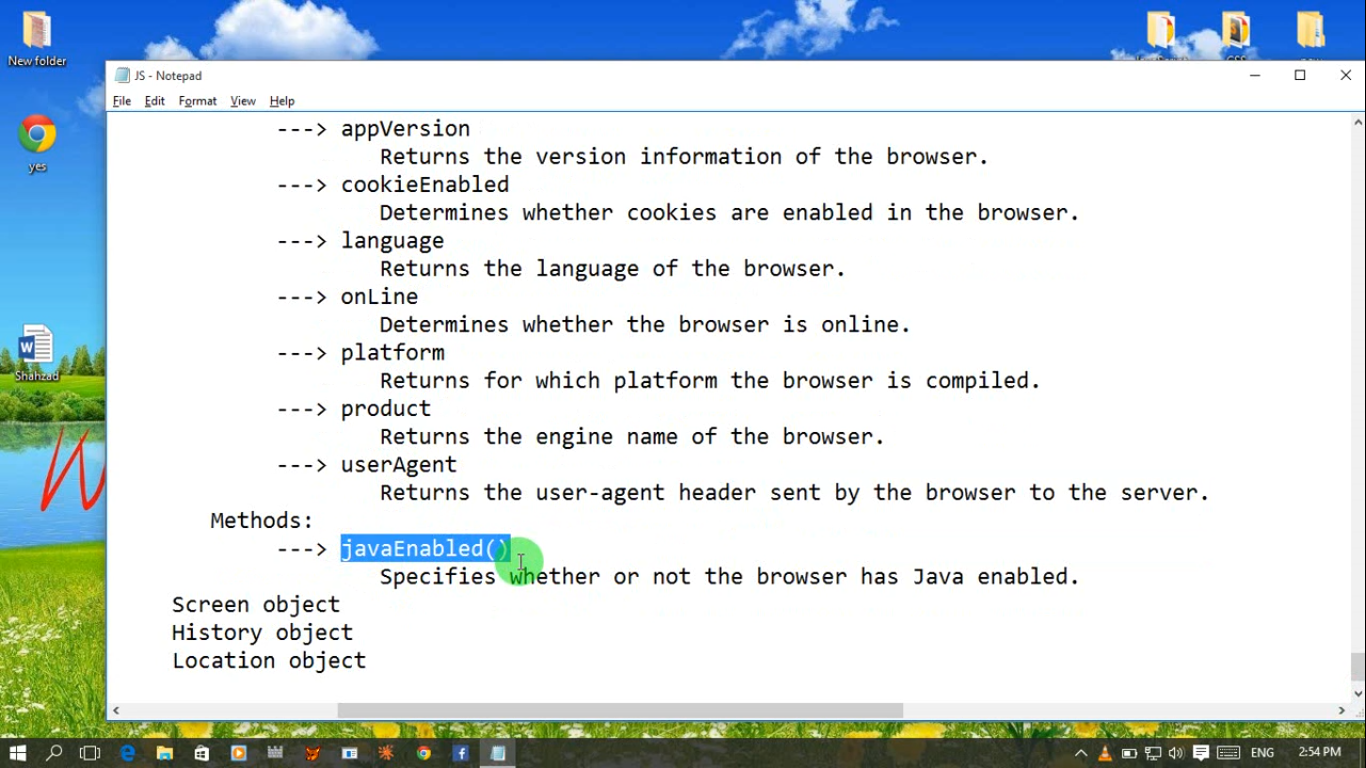 New folder
JS - Notepad
File Edit Format View Help
---> appVersion
Returns the version information of the browser.
---> cookieEnabled
Determines whether cookies are enabled in the browser.
---> language
Returns the language of the browser.
---> onLine
Determines whether the browser is online.
---> platform
Returns for which platform the browser is compiled.
---> product
Returns the engine name of the browser.
---> userAgent
Returns the user-agent header sent by the browser to the server.
Methods:
---> javaEnabled()
Specifies whether or not the browser has Java enabled.
Screen object
History object
Location object
yes
Shahzad
W
ENG
2:54 PM